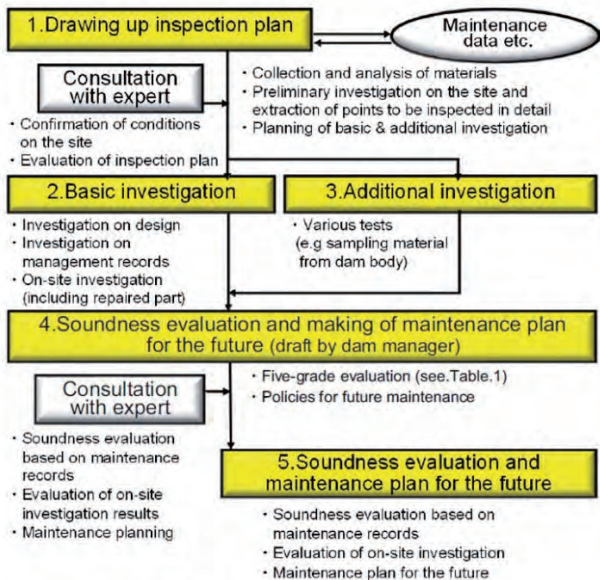 1.Drawing up inspection plan
Maintenance
data etc.
Consultation
with expert
・Collection and analysis of materials
・Preliminary investigation on the site and
extraction of points to be inspected in detail
・Planning of basic & additional investigation
・Confirmation of conditions
on the site
・Evaluation of inspection plan
2.Basic investigation
3.Additional investigation
・Investigation on design
・Investigation on
management records
・On-site investigation
(including repaired part)
・Various tests
(e.g sampling material
from dam body)
4.Soundness evaluation and making of maintenance plan
for the future (draft by dam manager)
Consultation
with expert
・Five-grade evaluation (see.Table.1)
・Policies for future maintenance
・Soundness evaluation
based on maintenance
records
・Evaluation of on-site
investigation results
・Maintenance planning
5.Soundness evaluation and
maintenance plan for the future
・Soundness evaluation based on
maintenance records
・Evaluation of on-site investigation
・Maintenance plan for the future